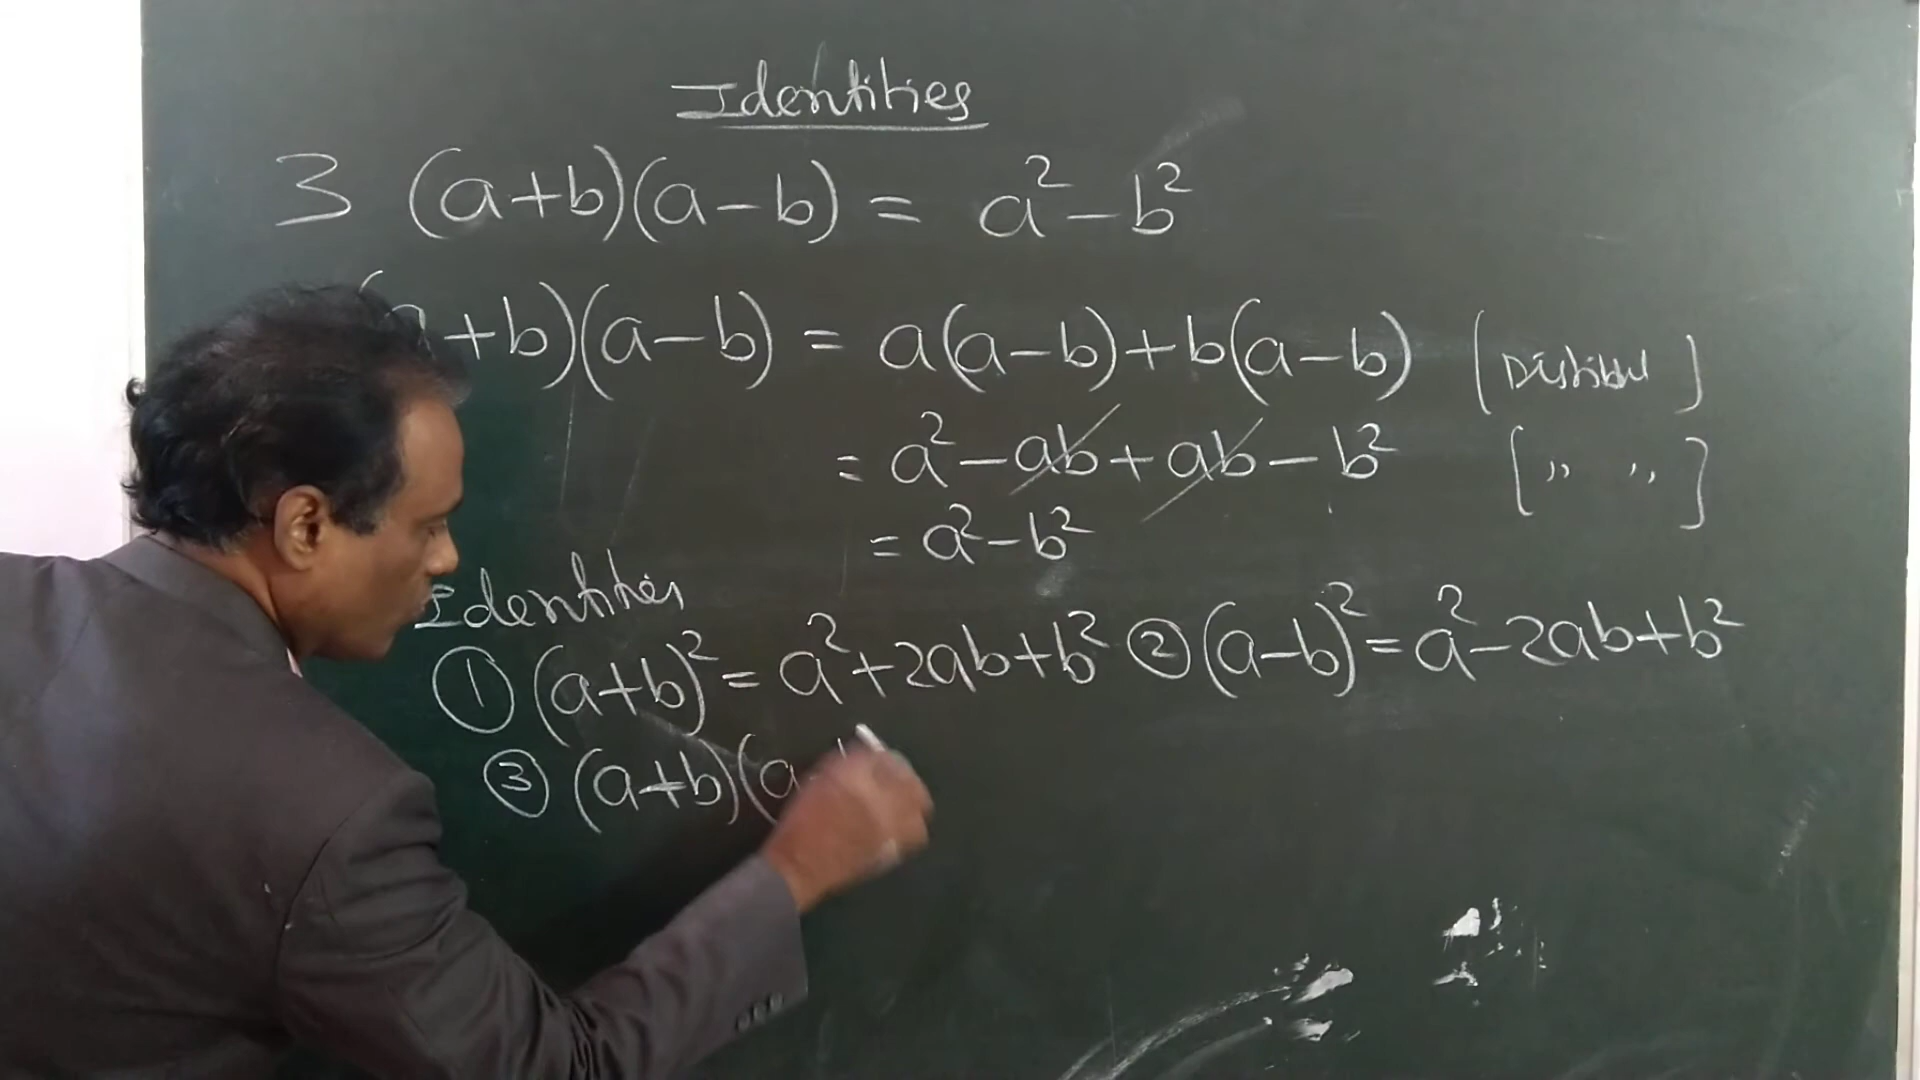 Identities
3 (a+b)(a-b) = a²-b²
+b)(a-b) = a(a-b)+b(a-b)
= a²-ab+ab-b² [ ,, ,, ]
= a²-b²
Identities
① (a+b)² = a²+2ab+b² ② (a-b)² = a²-2ab+b²
③ (a+b)(a